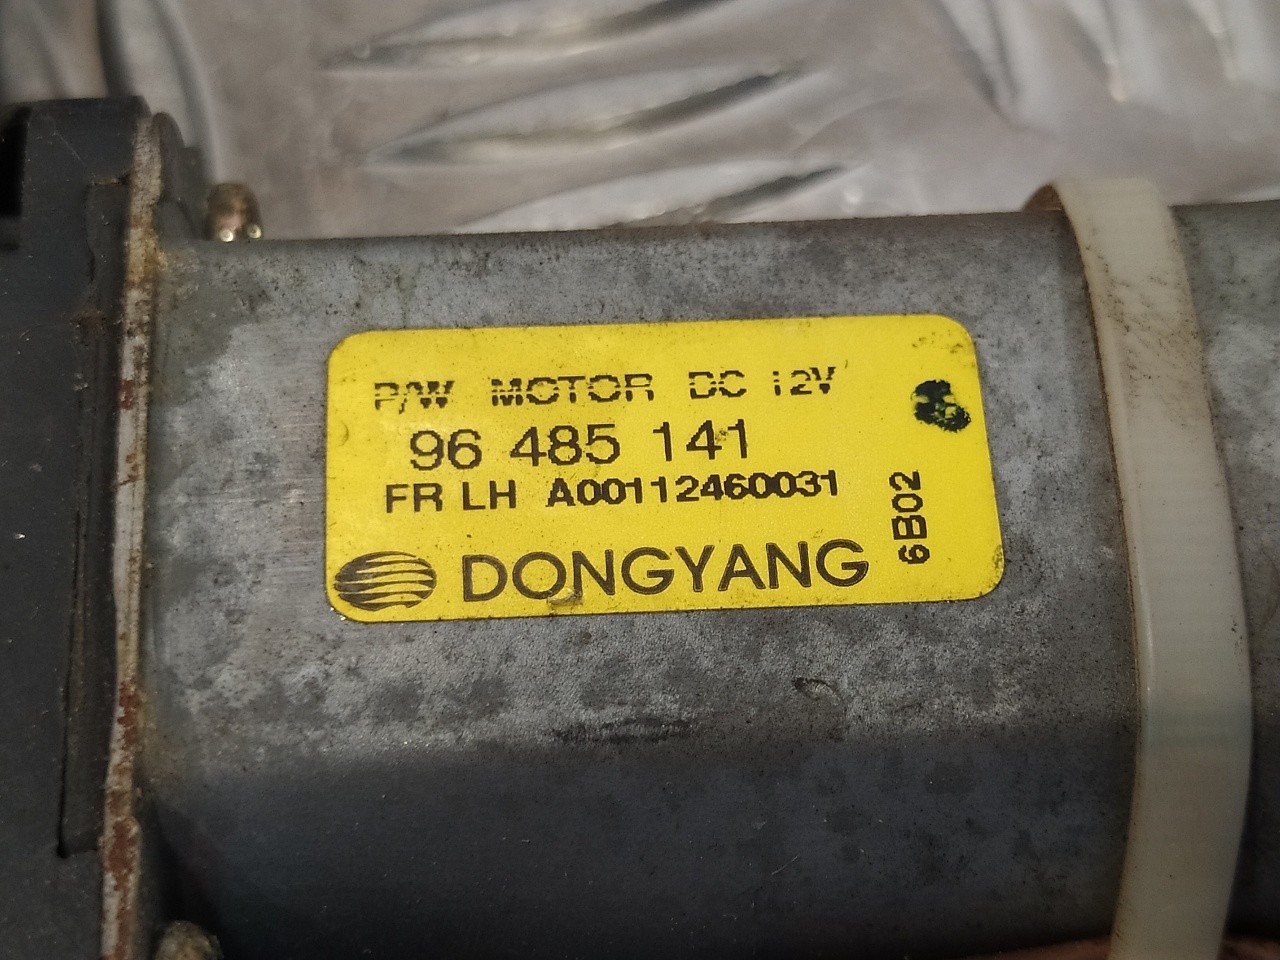 P/W MOTOR DC 12V
96 485 141
FR LH A00112460031
DONGYANG
6B02